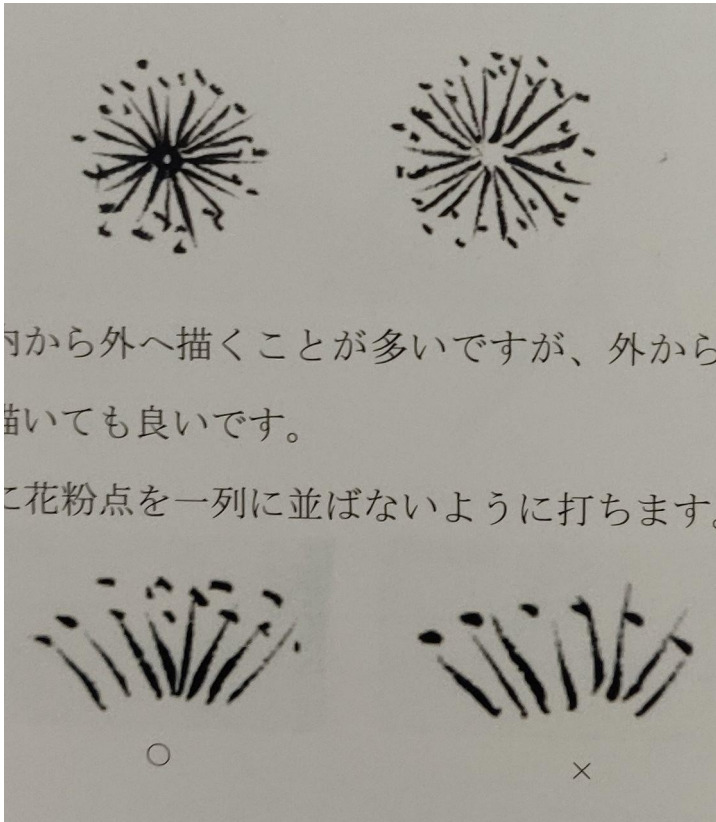 内から外へ描くことが多いですが、外から
描いても良いです。
に花粉点を一列に並ばないように打ちます。
○
×